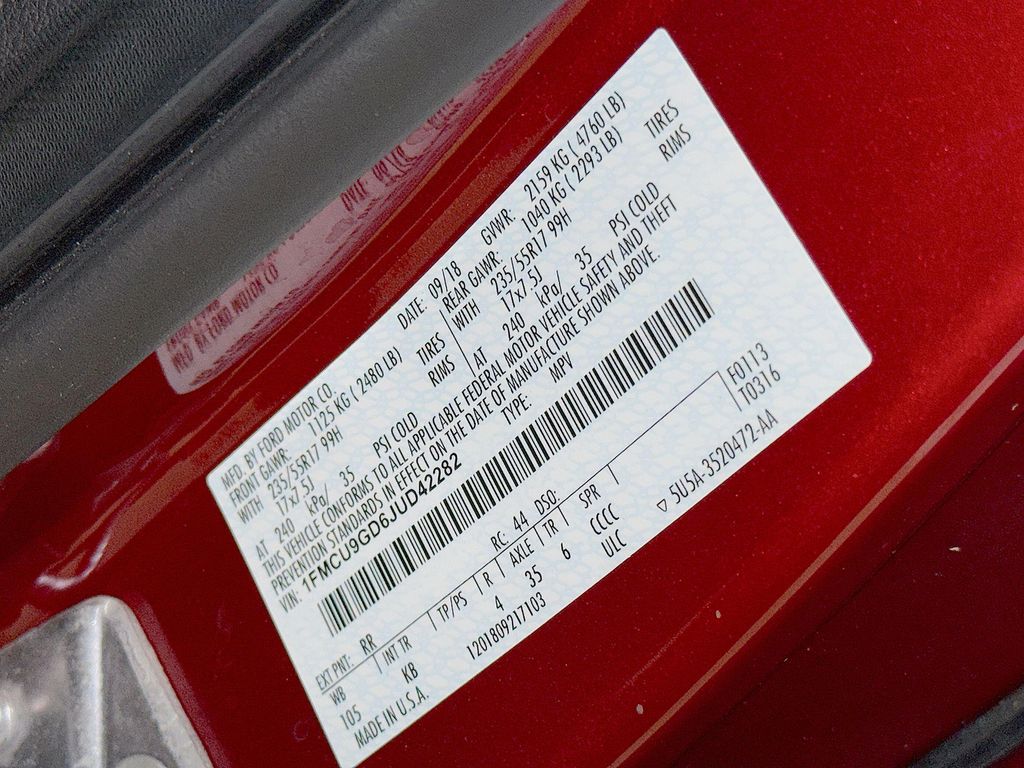 MFD. BY FORD MOTOR CO.
DATE: 09/18 GVWR: 2159 KG ( 4760 LB)
FRONT GAWR: 1125 KG ( 2480 LB) REAR GAWR: 1040 KG ( 2293 LB)
WITH 235/55R17 99H TIRES WITH 235/55R17 99H TIRES
17x7.5J RIMS 17x7.5J RIMS
AT 240 kPa/ 35 PSI COLD AT 240 kPa/ 35 PSI COLD
THIS VEHICLE CONFORMS TO ALL APPLICABLE FEDERAL MOTOR VEHICLE SAFETY AND THEFT
PREVENTION STANDARDS IN EFFECT ON THE DATE OF MANUFACTURE SHOWN ABOVE.
VIN: 1FMCU9GD6JUD42282 TYPE: MPV
EXT PNT: RR RC: 44 DSO:
WB INT TR TP/PS R AXLE TR SPR F0113
105 KB 4 35 6 CCCC T0316
MADE IN U.S.A. 1201809217103 ULC ▽ 5U5A-3520472-AA